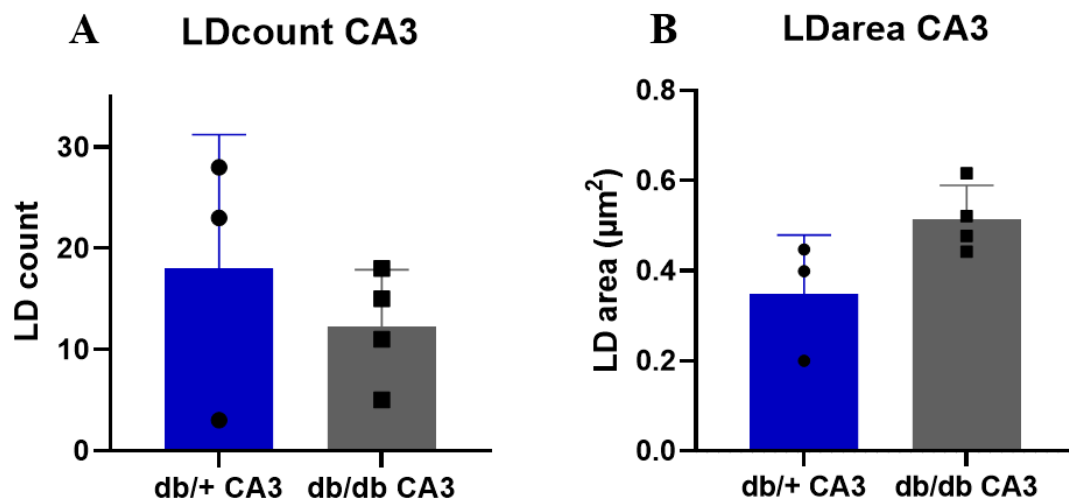 A
LDcount CA3
LD count
30
20
10
0
db/+ CA3
db/db CA3
B
LDarea CA3
LD area (µm²)
0.8
0.6
0.4
0.2
0.0
db/+ CA3
db/db CA3